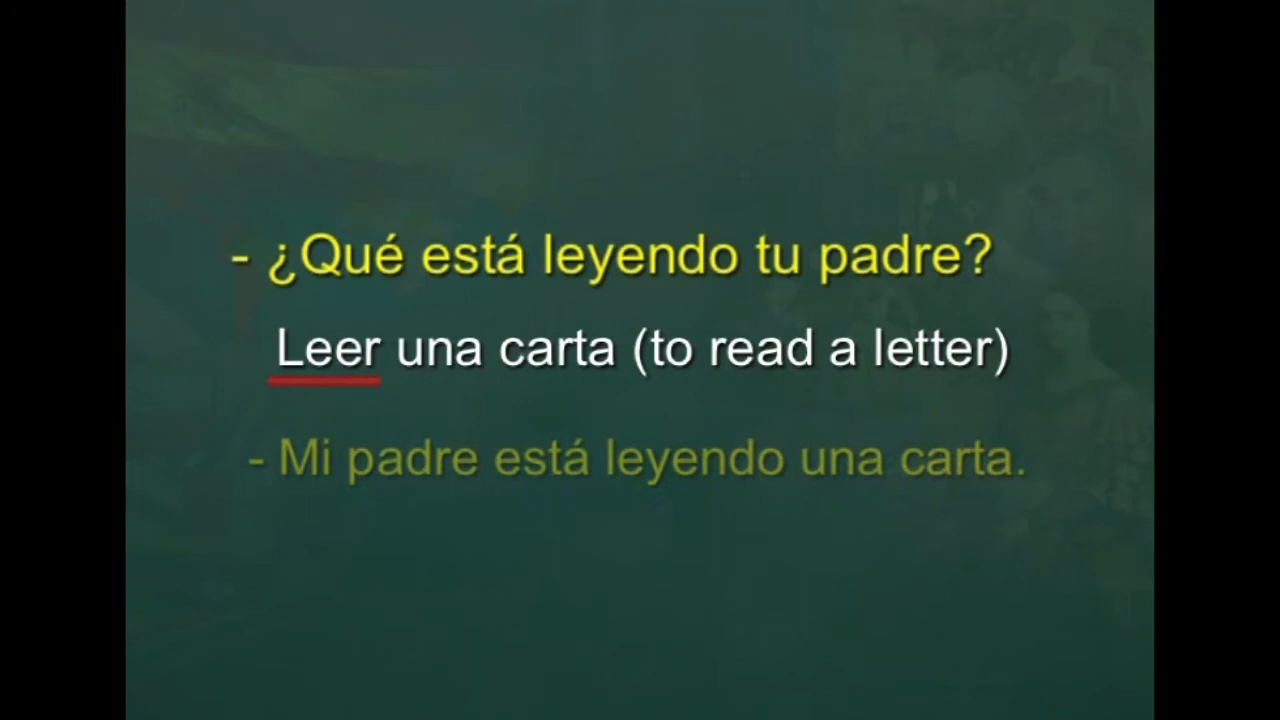 - ¿Qué está leyendo tu padre?
Leer una carta (to read a letter)
- Mi padre está leyendo una carta.